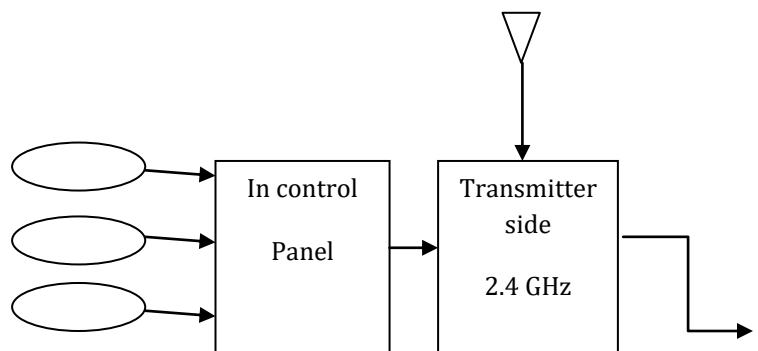 In control
Panel
Transmitter
side
2.4 GHz